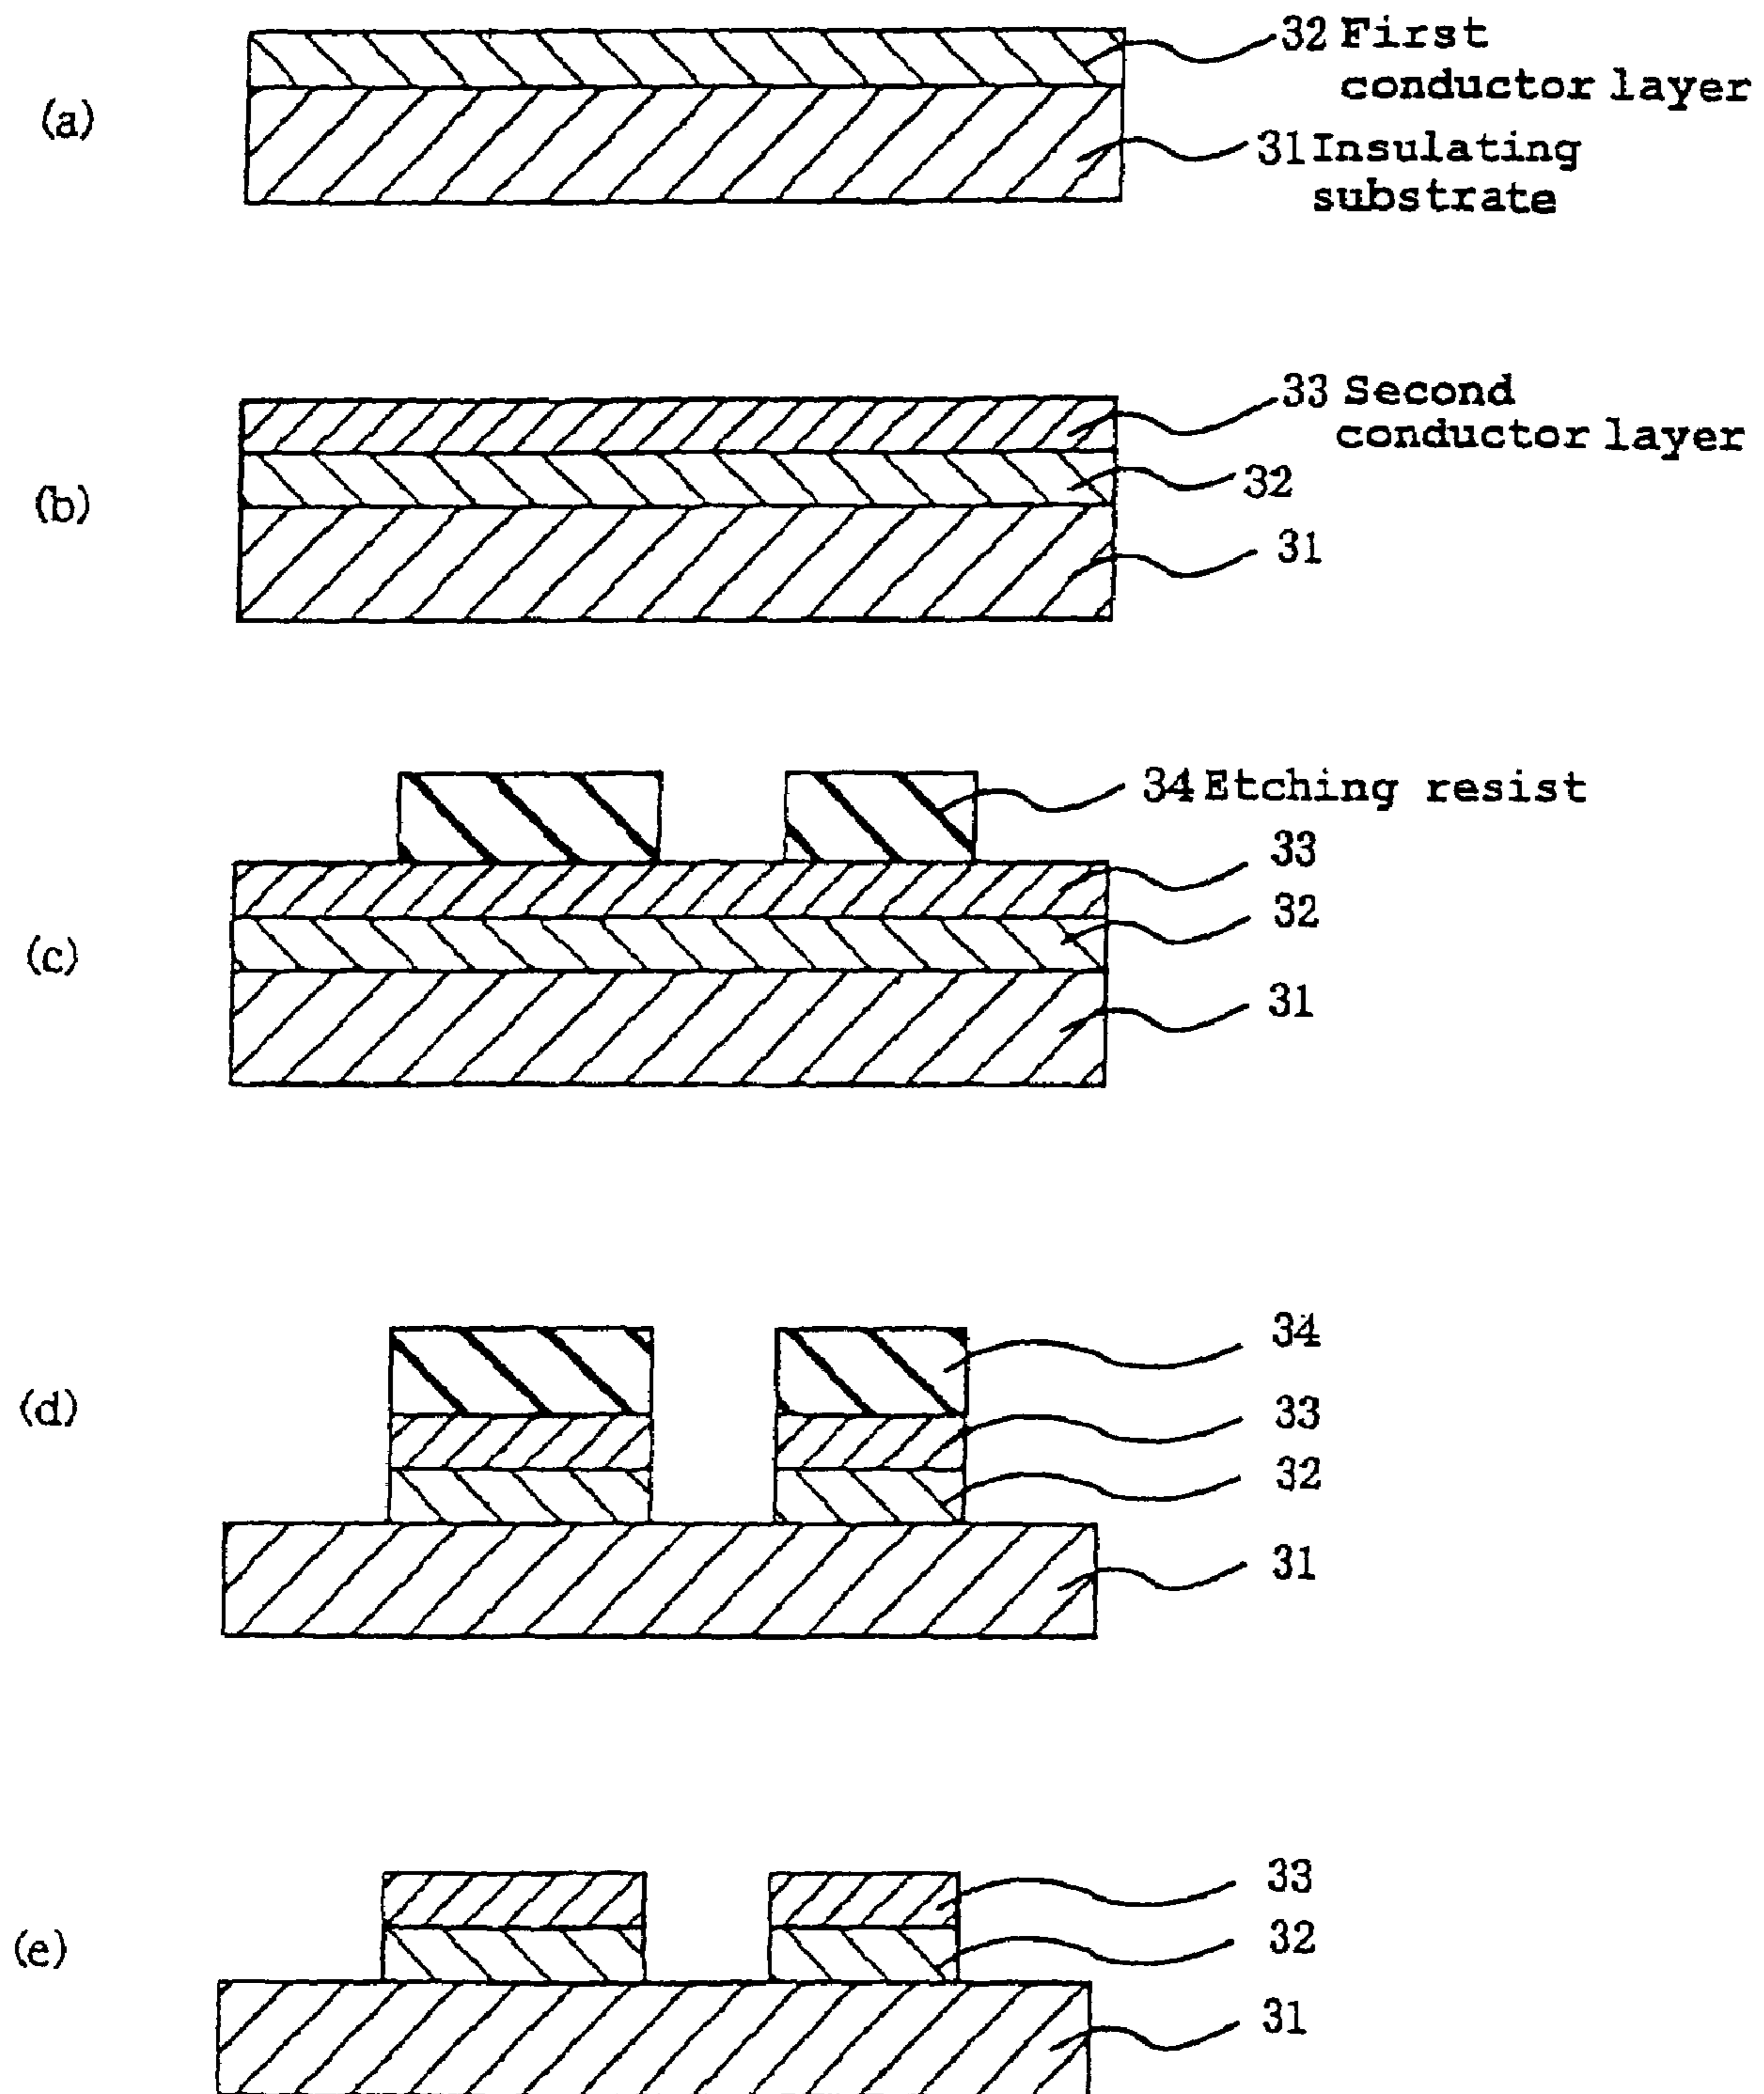 32 First
conductor layer
(a)
31 Insulating
substrate
33 Second
conductor layer
32
(b)
31
34 Etching resist
33
32
(c)
31
34
(d)
33
32
31
33
32
(e)
31